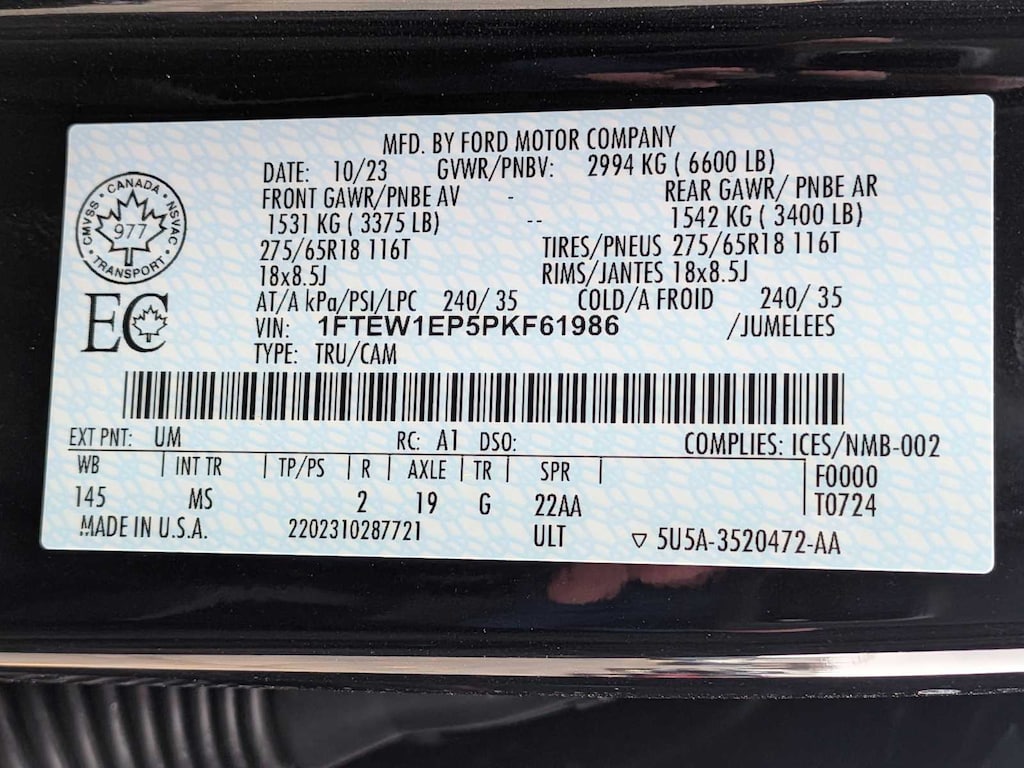 MFD. BY FORD MOTOR COMPANY
DATE: 10/23 GVWR/PNBV: 2994 KG ( 6600 LB)
FRONT GAWR/PNBE AV - REAR GAWR/ PNBE AR
1531 KG ( 3375 LB) -- 1542 KG ( 3400 LB)
275/65R18 116T TIRES/PNEUS 275/65R18 116T
18x8.5J RIMS/JANTES 18x8.5J
AT/A kPa/PSI/LPC 240/ 35 COLD/A FROID 240/ 35
VIN: 1FTEW1EP5PKF61986 /JUMELEES
TYPE: TRU/CAM
CANADA
CMVSS NSVAC
977
TRANSPORT
EC
EXT PNT: UM RC: A1 DSO: COMPLIES: ICES/NMB-002
WB | INT TR | TP/PS | R | AXLE | TR | SPR | F0000
145 MS 2 19 G 22AA T0724
MADE IN U.S.A. 2202310287721 ULT ▽ 5U5A-3520472-AA